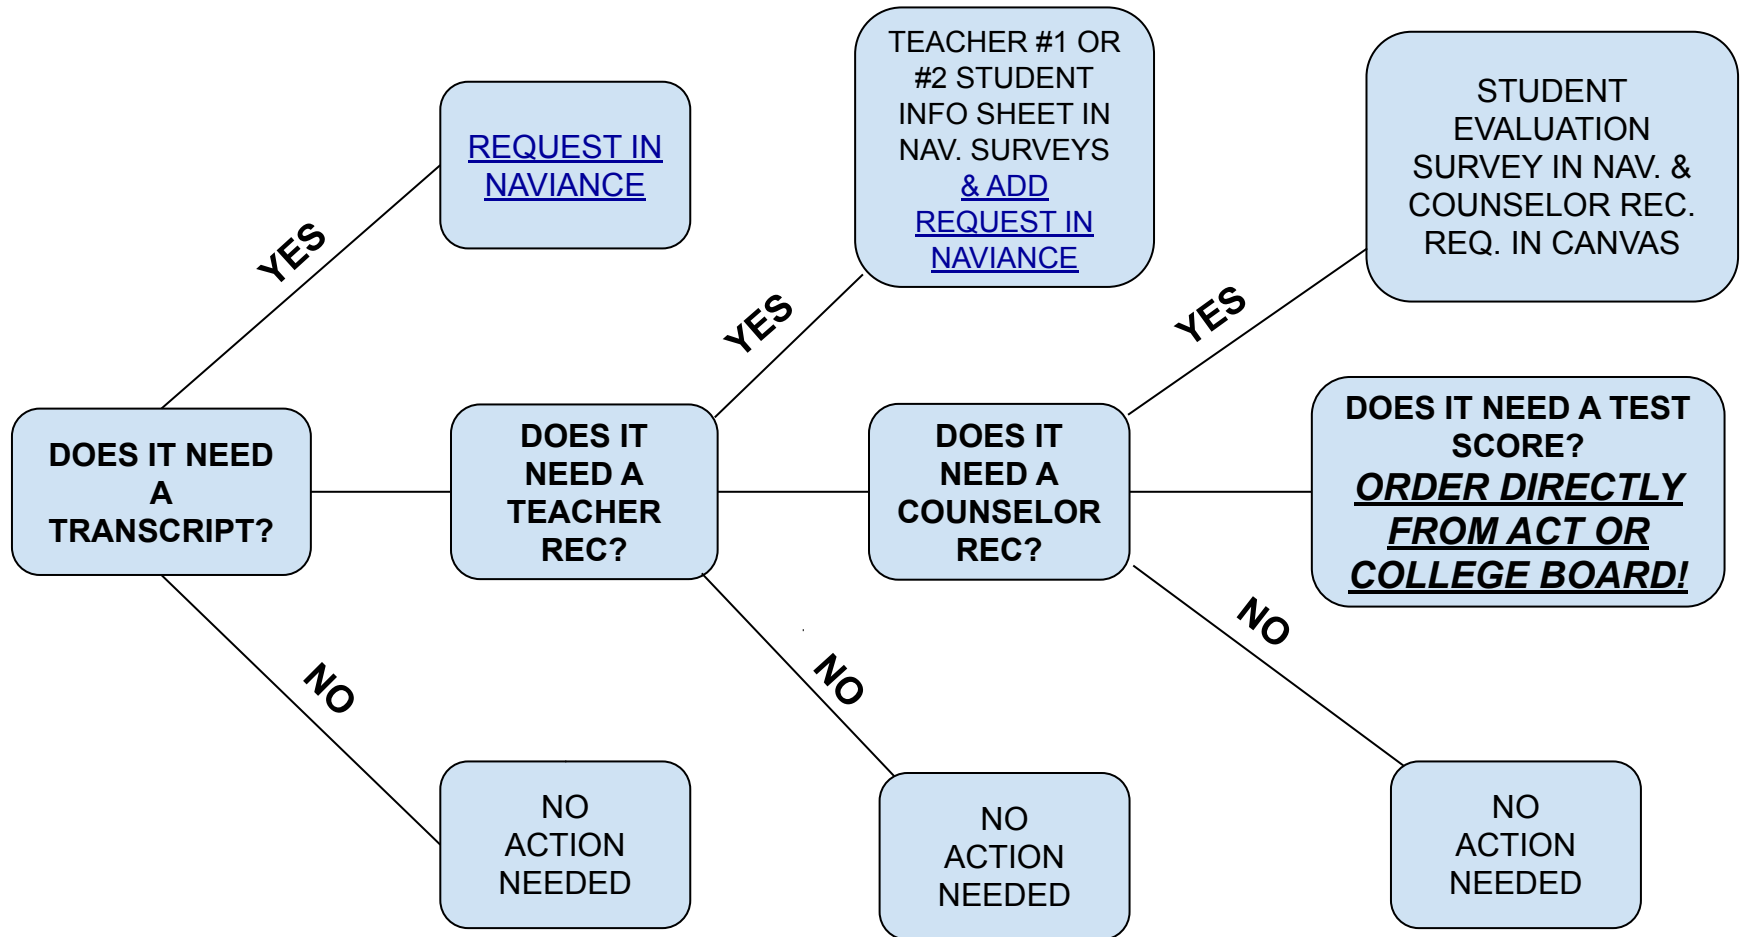 REQUEST IN
NAVIANCE
TEACHER #1 OR
#2 STUDENT
INFO SHEET IN
NAV. SURVEYS
& ADD
REQUEST IN
NAVIANCE
STUDENT
EVALUATION
SURVEY IN NAV. &
COUNSELOR REC.
REQ. IN CANVAS
YES
YES
YES
DOES IT NEED
A
TRANSCRIPT?
DOES IT
NEED A
TEACHER
REC?
DOES IT
NEED A
COUNSELOR
REC?
DOES IT NEED A TEST
SCORE?
ORDER DIRECTLY
FROM ACT OR
COLLEGE BOARD!
NO
NO
NO
NO
ACTION
NEEDED
NO
ACTION
NEEDED
NO
ACTION
NEEDED